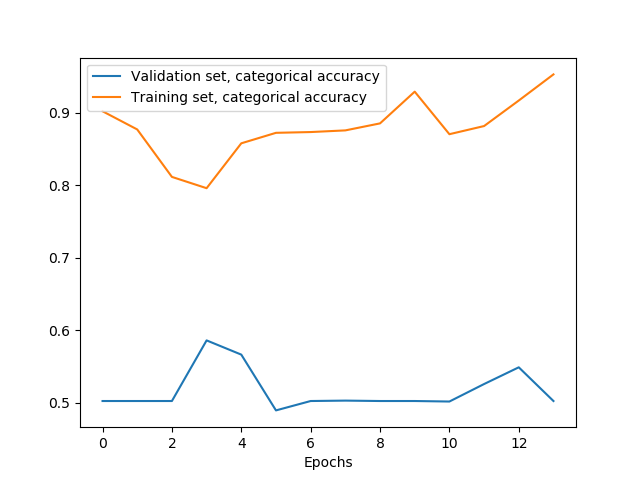 Validation set, categorical accuracy
Training set, categorical accuracy
0.9
0.8
0.7
0.6
0.5
0 2 4 6 8 10 12
Epochs